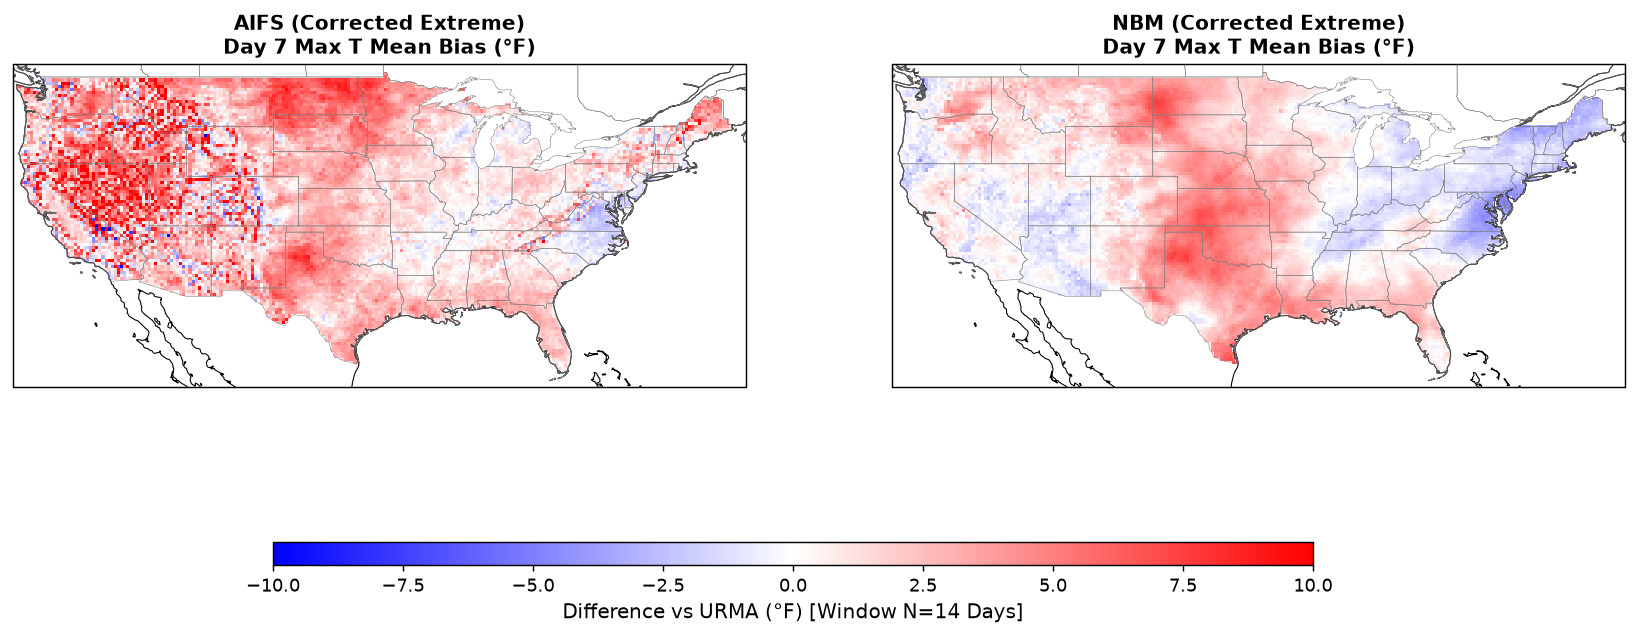 AIFS (Corrected Extreme)
Day 7 Max T Mean Bias (°F)
NBM (Corrected Extreme)
Day 7 Max T Mean Bias (°F)
−10.0 −7.5 −5.0 −2.5 0.0 2.5 5.0 7.5 10.0
Difference vs URMA (°F) [Window N=14 Days]